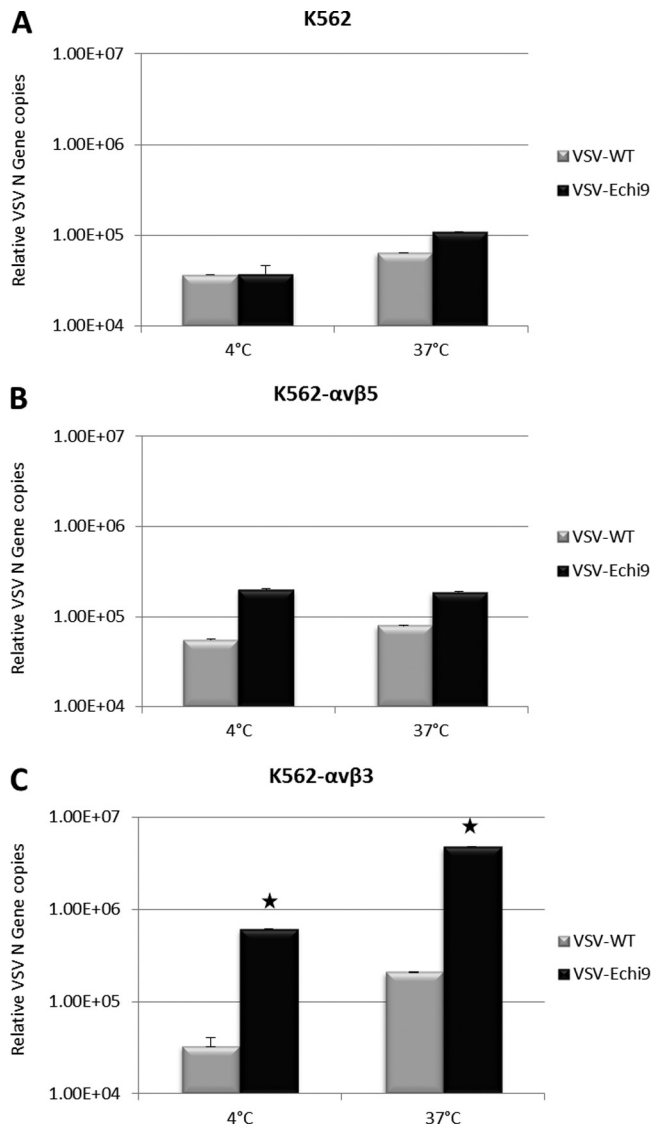 A
K562
Relative VSV N Gene copies
1.00E+07
1.00E+06
1.00E+05
1.00E+04
4°C
37°C
VSV-WT
VSV-Echi9
B
K562-αvβ5
Relative VSV N Gene copies
1.00E+07
1.00E+06
1.00E+05
1.00E+04
4°C
37°C
VSV-WT
VSV-Echi9
C
K562-αvβ3
Relative VSV N Gene copies
1.00E+07
1.00E+06
1.00E+05
1.00E+04
4°C
37°C
VSV-WT
VSV-Echi9